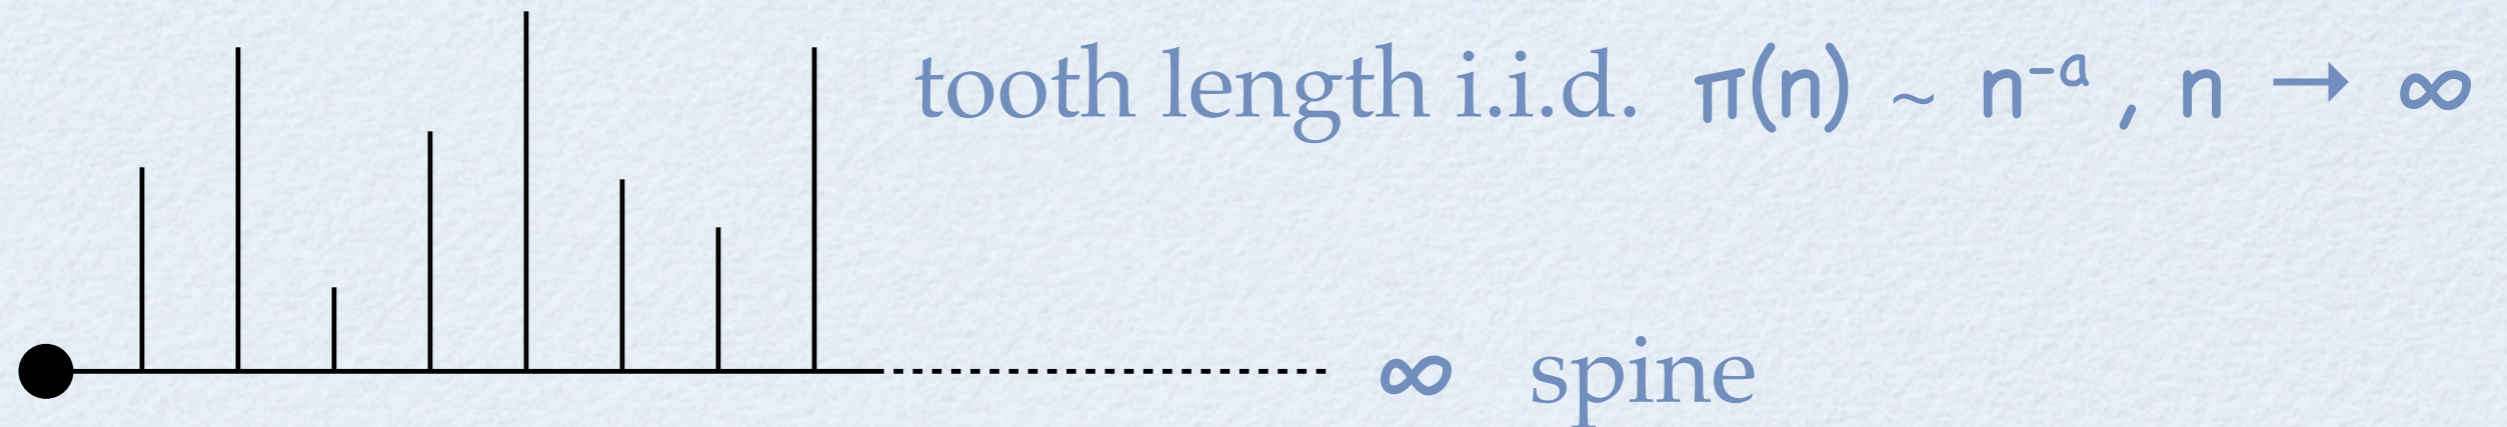 tooth length i.i.d. π(n) ~ n⁻ᵃ , n → ∞
∞ spine